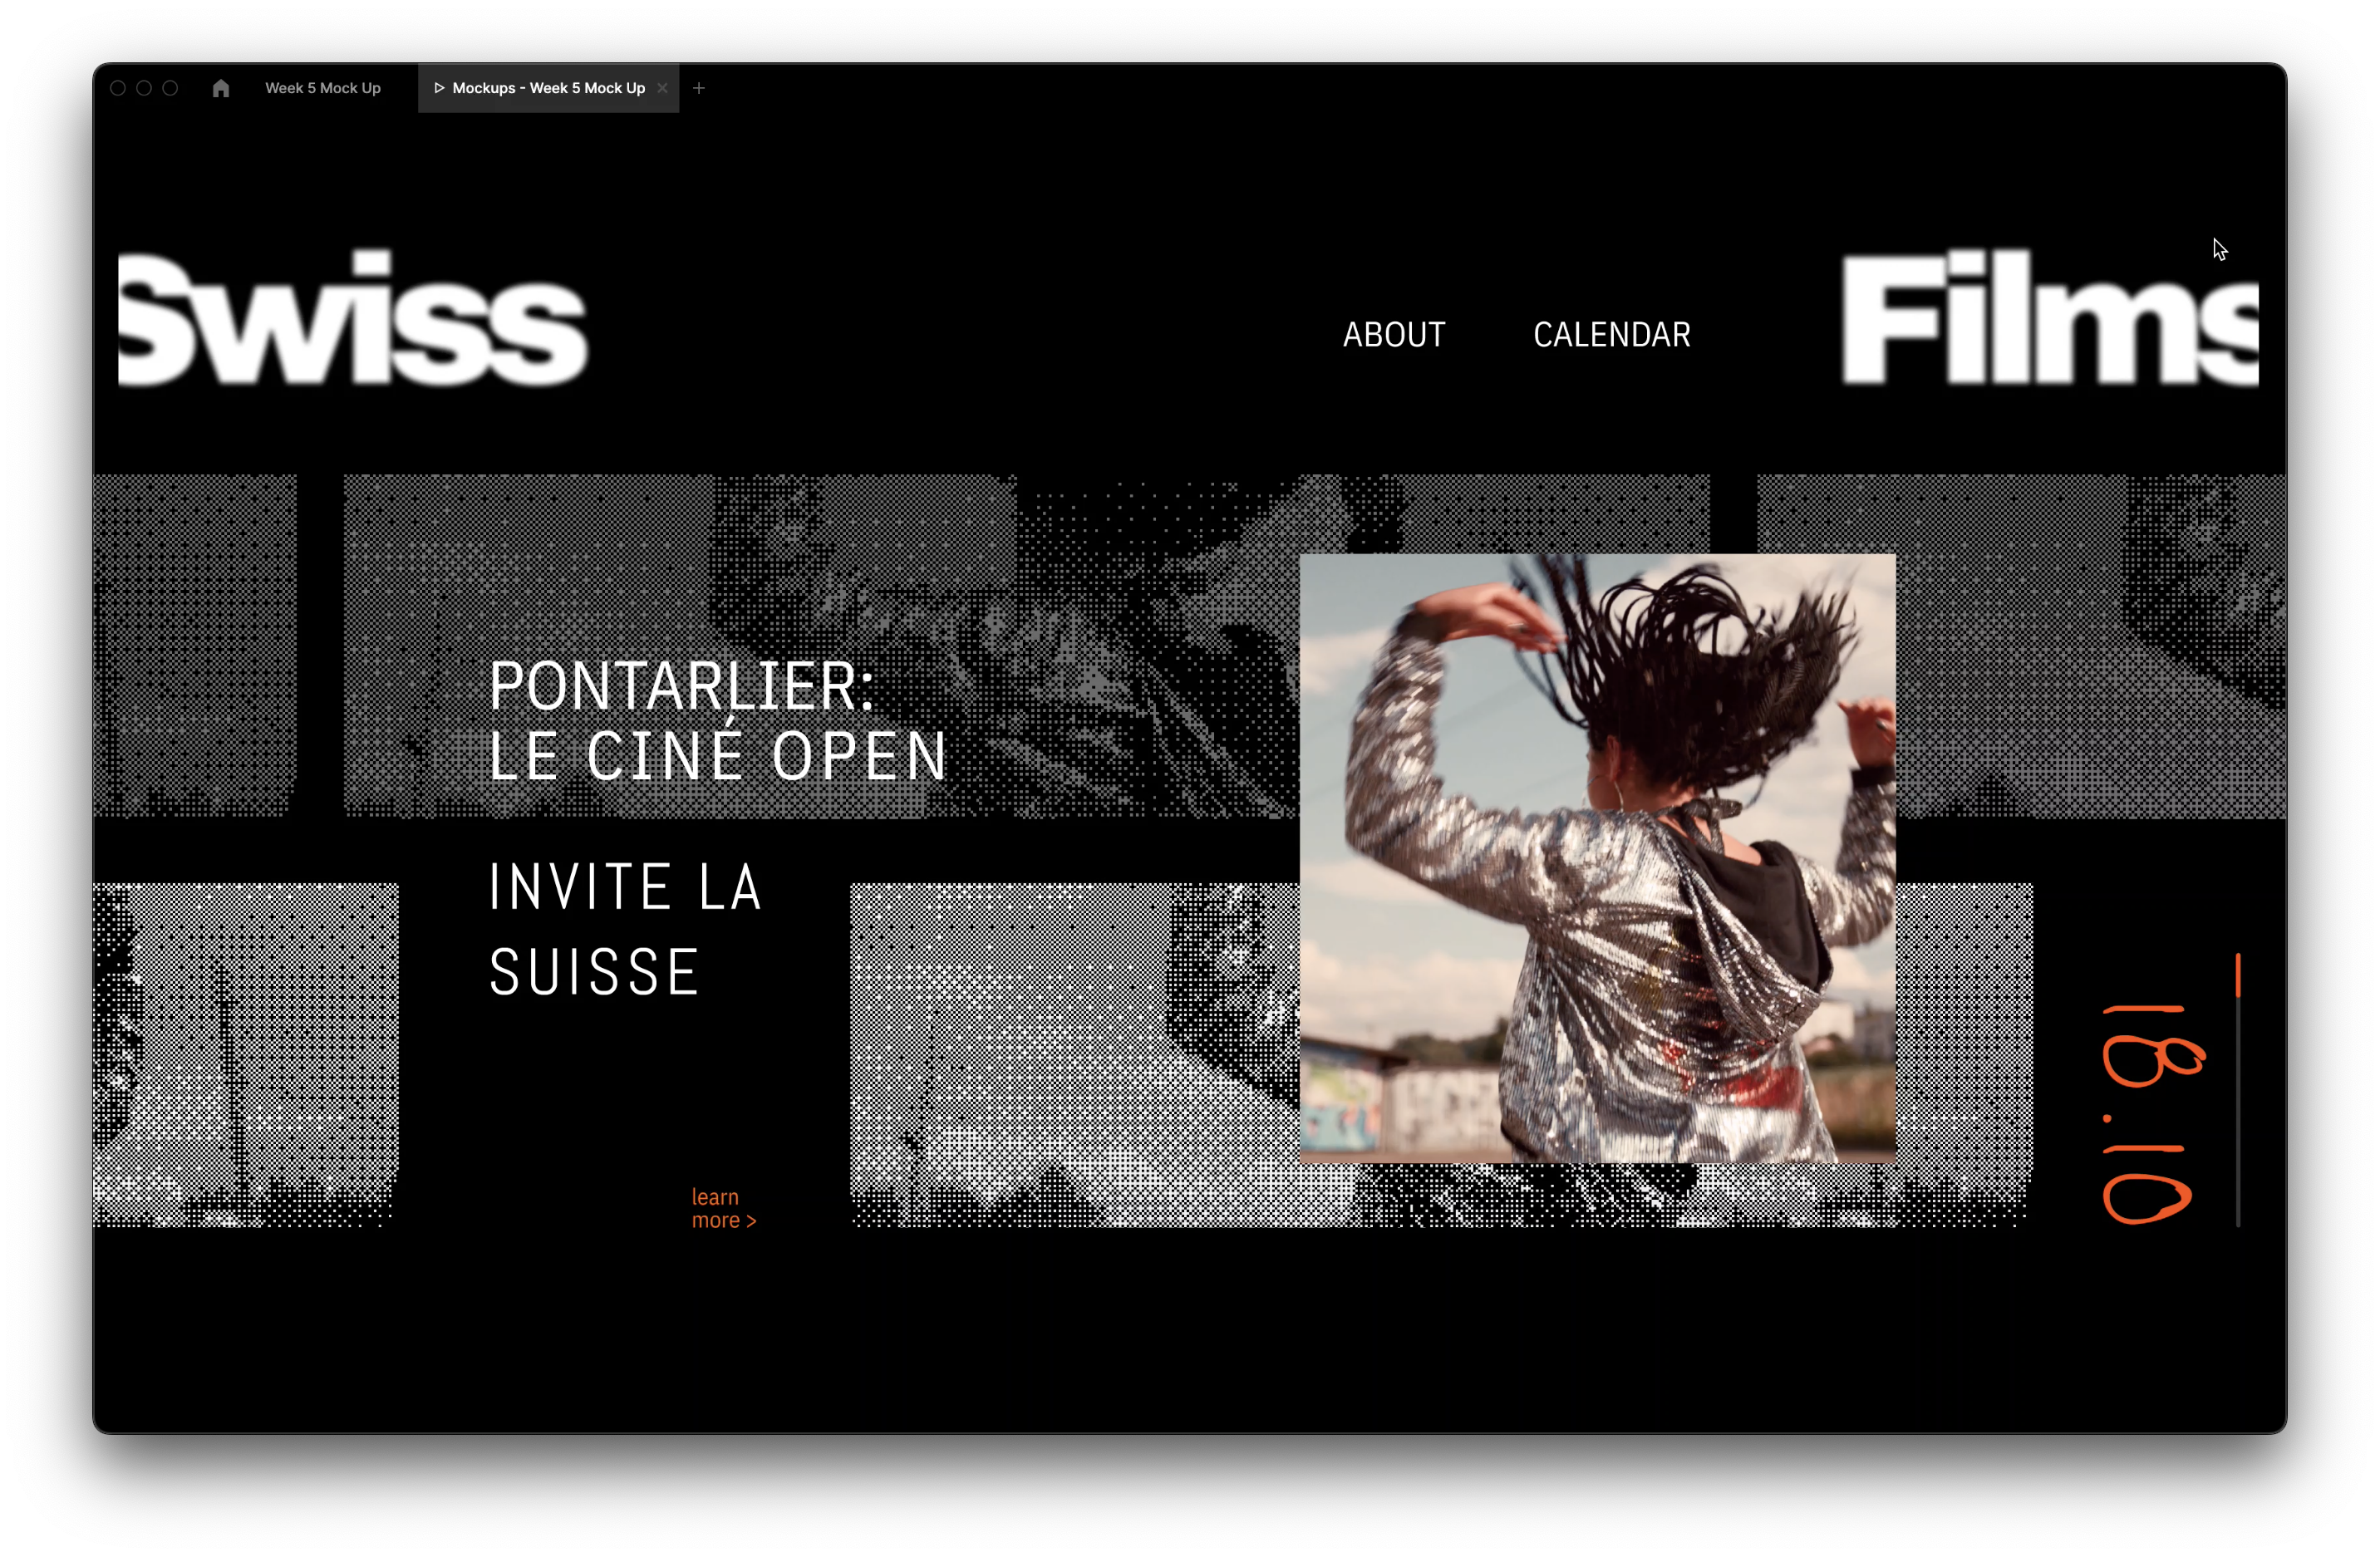 Week 5 Mock Up
Mockups - Week 5 Mock Up
Swiss
ABOUT
CALENDAR
Films
PONTARLIER:
LE CINÉ OPEN
INVITE LA
SUISSE
learn
more >
18.10